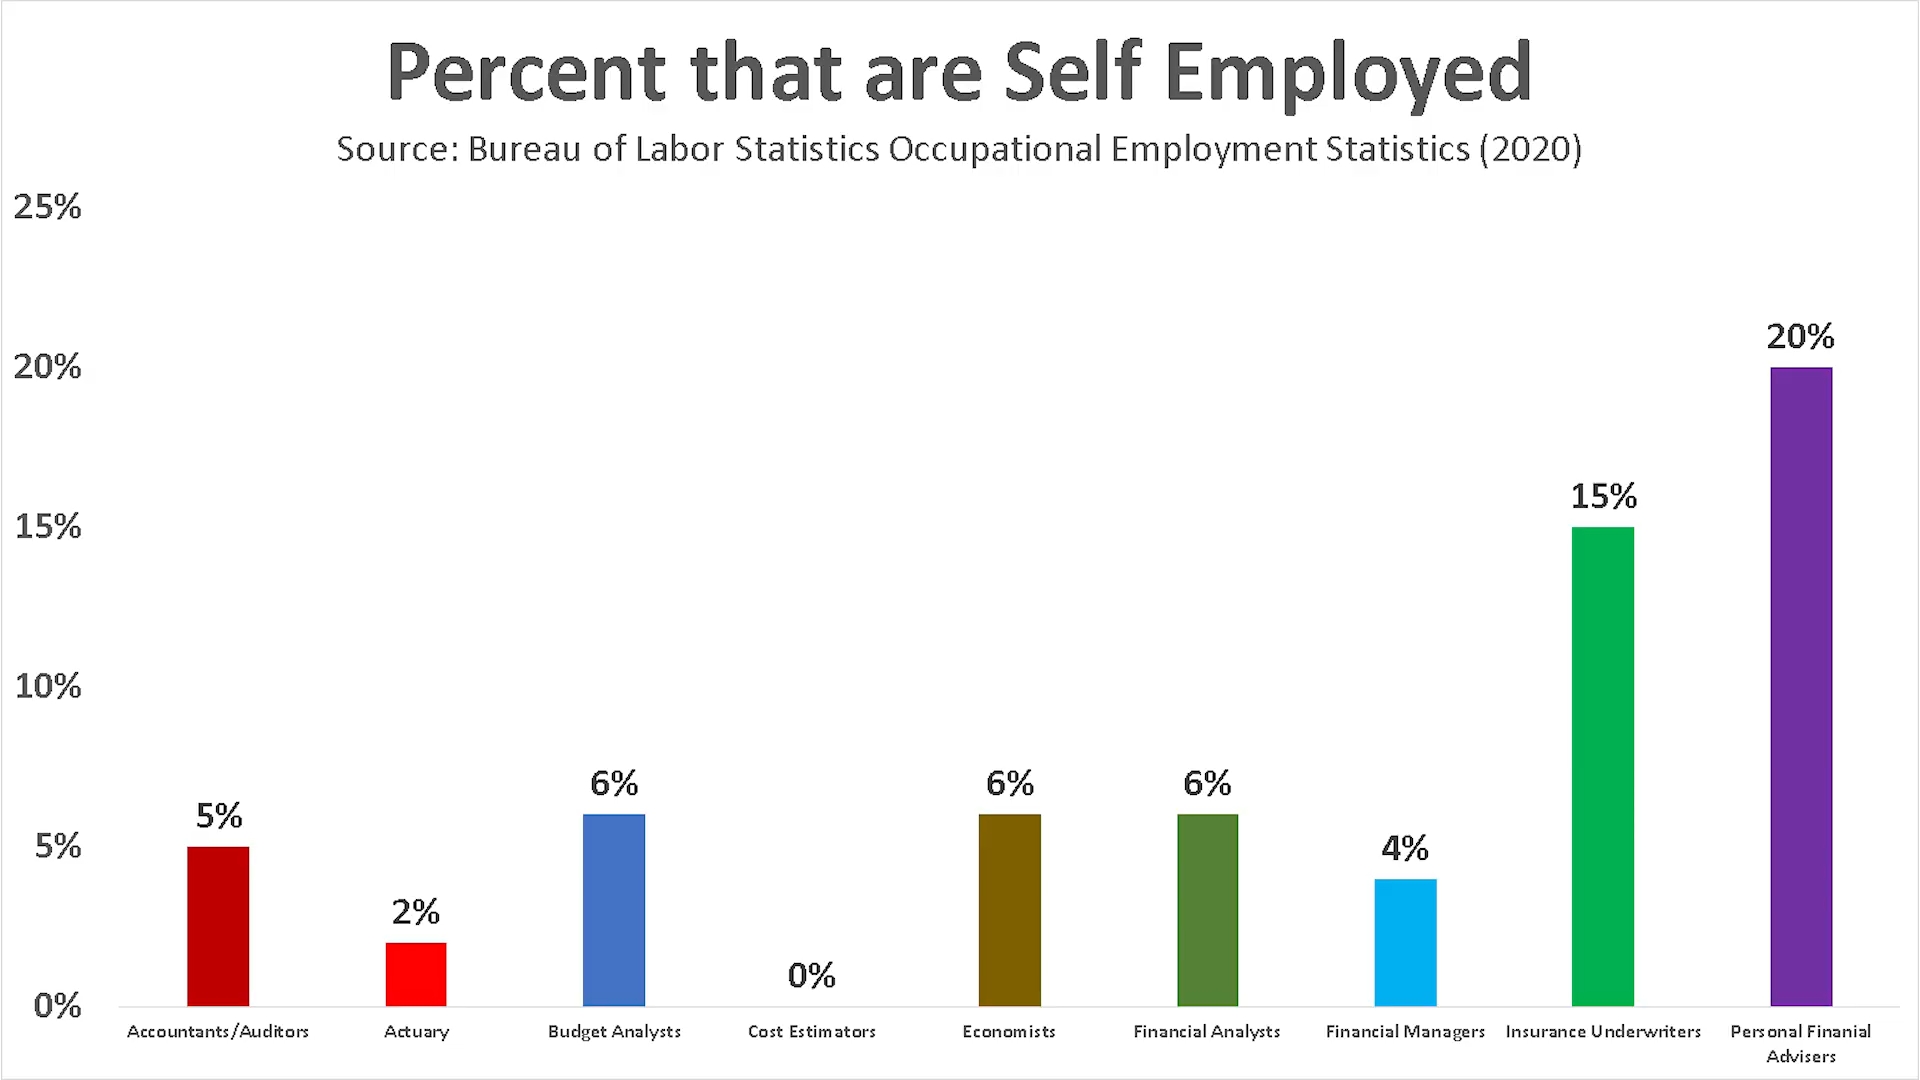 Percent that are Self Employed
Source: Bureau of Labor Statistics Occupational Employment Statistics (2020)
25%
20%
15%
10%
5%
0%
5%
2%
6%
0%
6%
6%
4%
15%
20%
Accountants/Auditors
Actuary
Budget Analysts
Cost Estimators
Economists
Financial Analysts
Financial Managers
Insurance Underwriters
Personal Finanial
Advisers